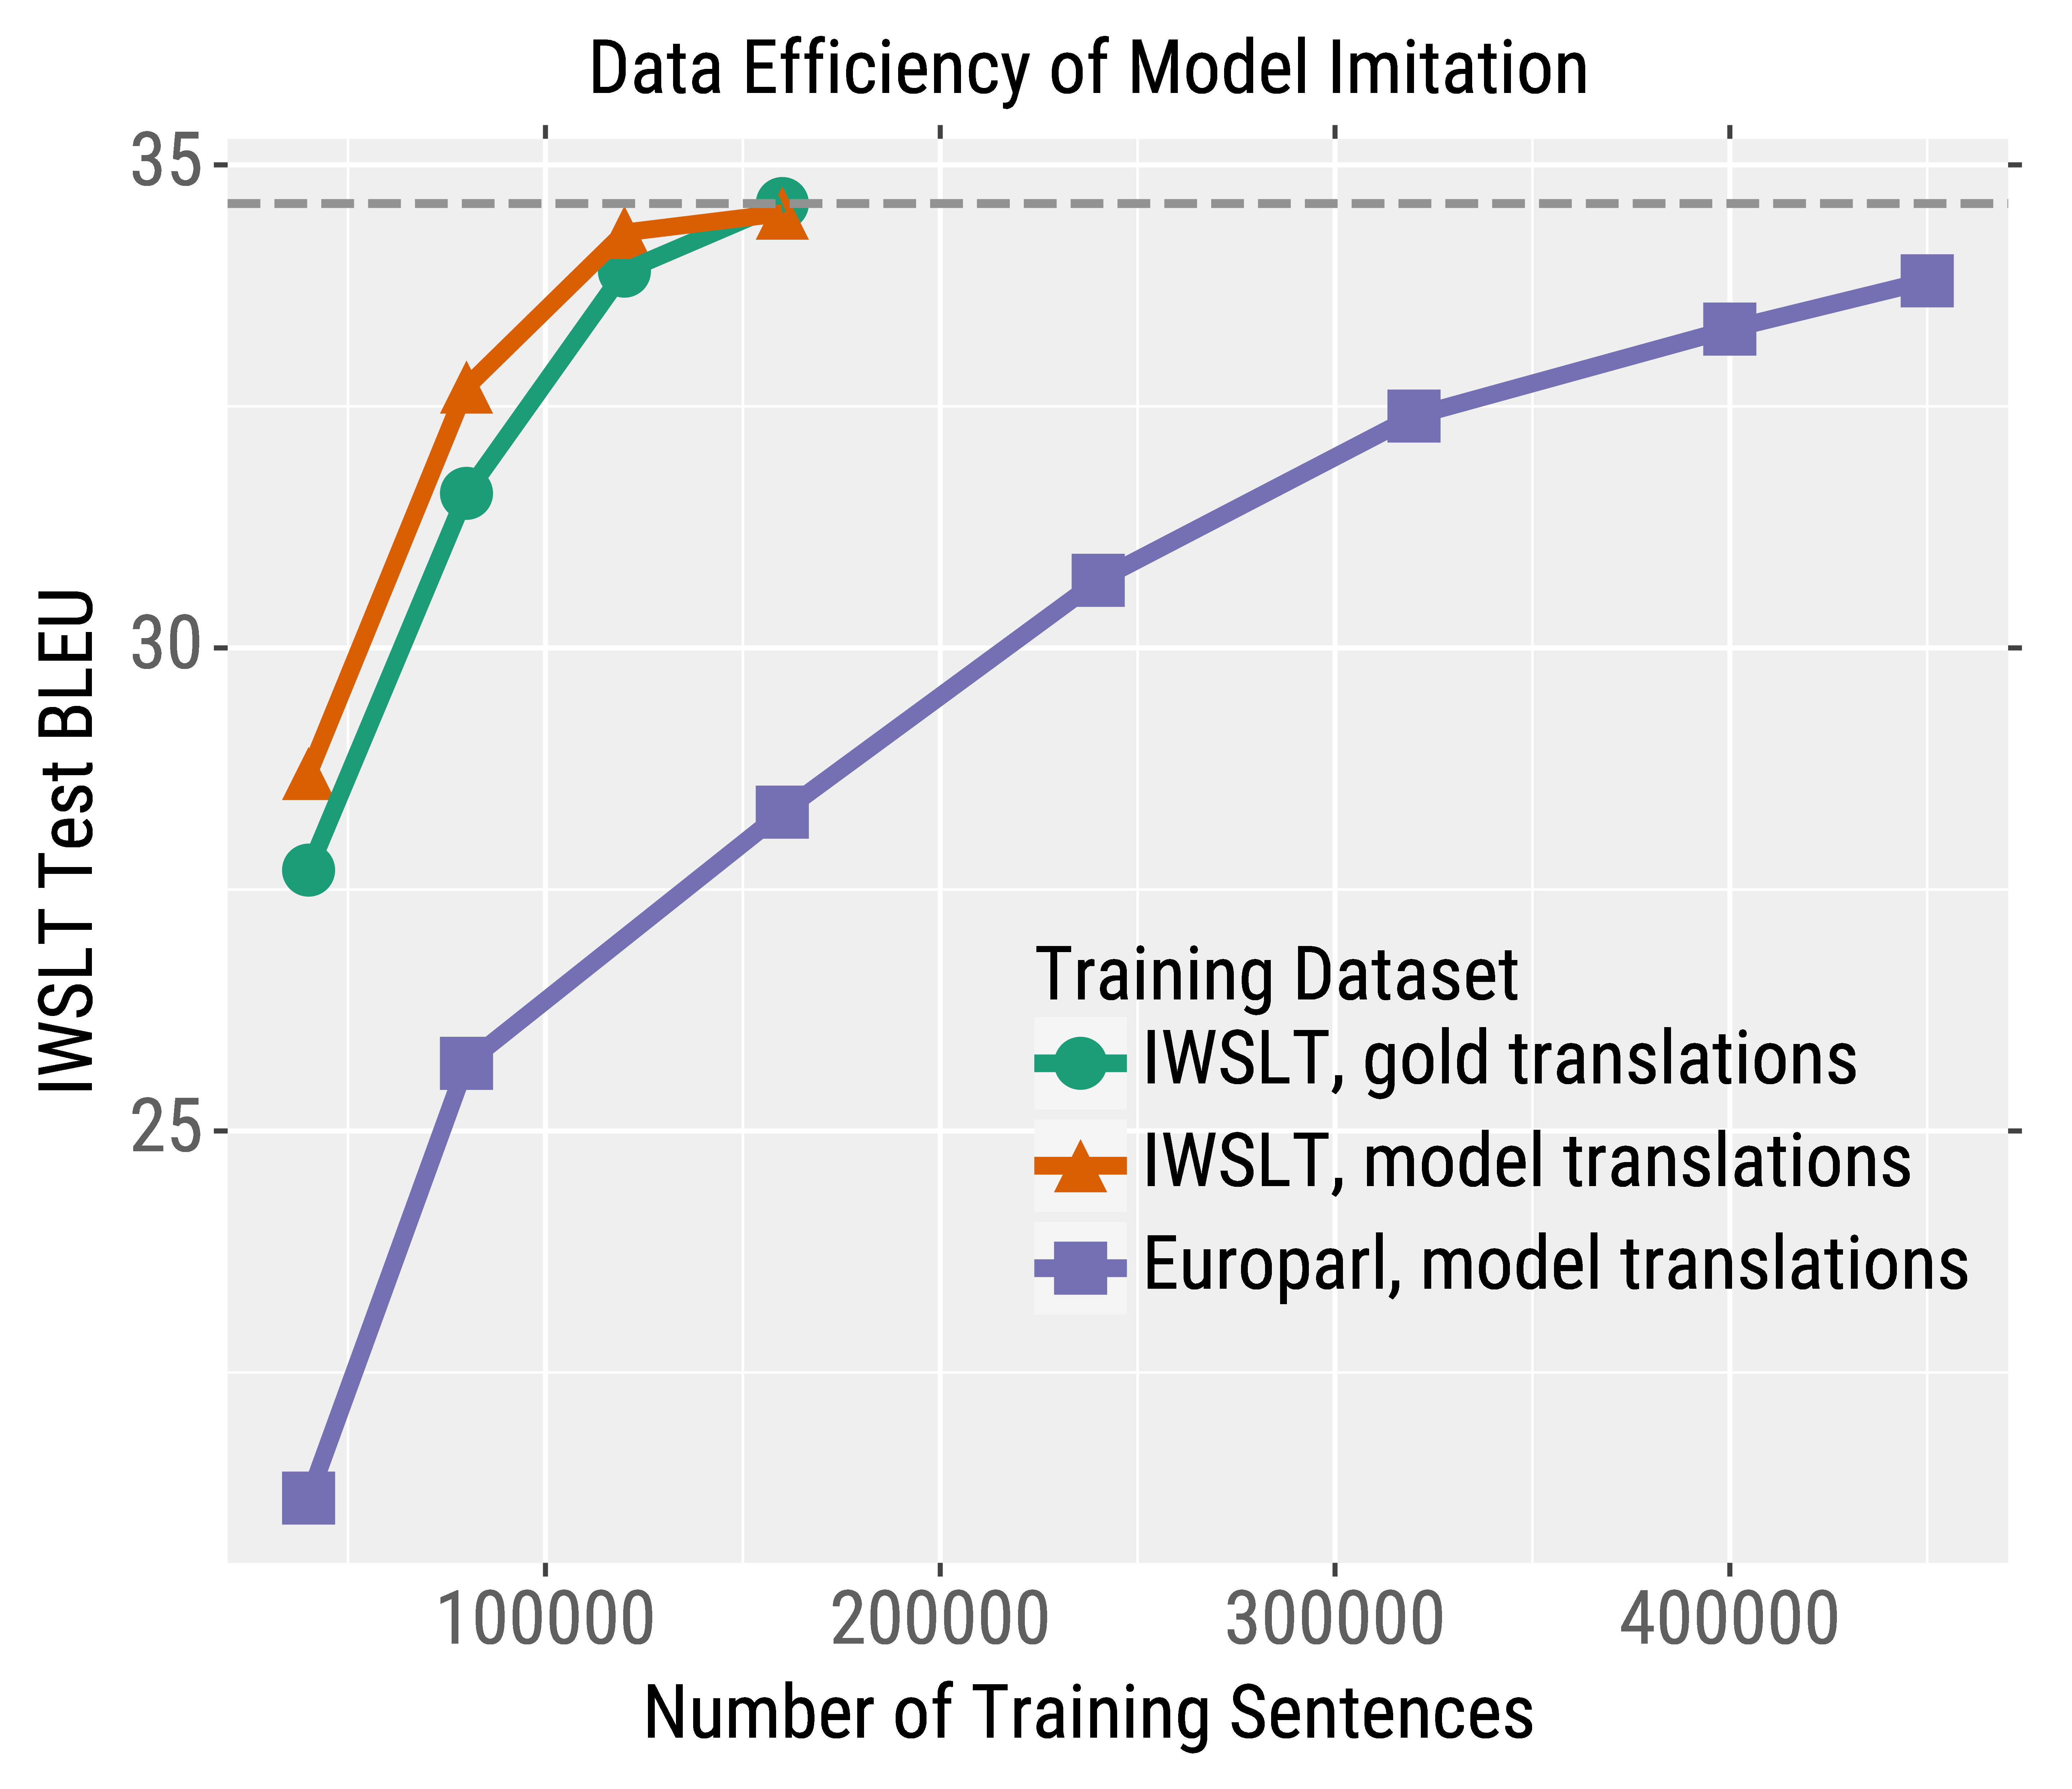 Data Efficiency of Model Imitation
35
30
25
IWSLT Test BLEU
Training Dataset
IWSLT, gold translations
IWSLT, model translations
Europarl, model translations
100000 200000 300000 400000
Number of Training Sentences